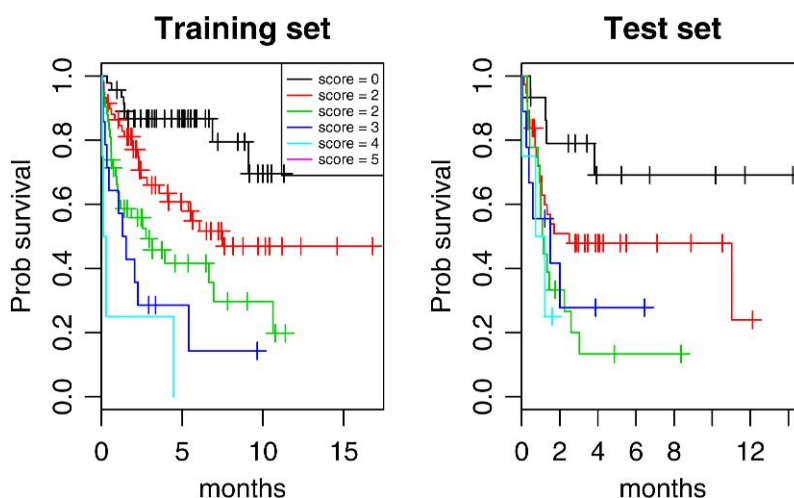 Training set
Prob survival
1.0
0.8
0.6
0.4
0.2
0.0
score = 0
score = 2
score = 2
score = 3
score = 4
score = 5
0 5 10 15
months
Test set
Prob survival
1.0
0.8
0.6
0.4
0.2
0.0
0 2 4 6 8 12
months